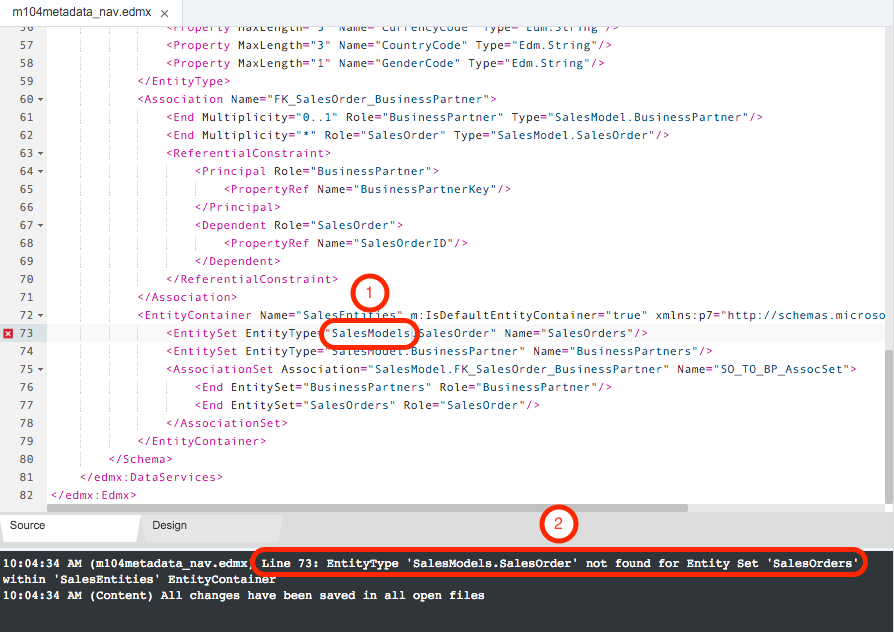 m104metadata_nav.edmx ×
56 <Property MaxLength="5" Name="CurrencyCode" Type="Edm.String"/>
57 <Property MaxLength="3" Name="CountryCode" Type="Edm.String"/>
58 <Property MaxLength="1" Name="GenderCode" Type="Edm.String"/>
59 </EntityType>
60 <Association Name="FK_SalesOrder_BusinessPartner">
61 <End Multiplicity="0..1" Role="BusinessPartner" Type="SalesModel.BusinessPartner"/>
62 <End Multiplicity="*" Role="SalesOrder" Type="SalesModel.SalesOrder"/>
63 <ReferentialConstraint>
64 <Principal Role="BusinessPartner">
65 <PropertyRef Name="BusinessPartnerKey"/>
66 </Principal>
67 <Dependent Role="SalesOrder">
68 <PropertyRef Name="SalesOrderID"/>
69 </Dependent>
70 </ReferentialConstraint>
71 </Association>
1
72 <EntityContainer Name="SalesEntities" m:IsDefaultEntityContainer="true" xmlns:p7="http://schemas.microso
73 <EntitySet EntityType="SalesModels.SalesOrder" Name="SalesOrders"/>
74 <EntitySet EntityType="SalesModel.BusinessPartner" Name="BusinessPartners"/>
75 <AssociationSet Association="SalesModel.FK_SalesOrder_BusinessPartner" Name="SO_TO_BP_AssocSet">
76 <End EntitySet="BusinessPartners" Role="BusinessPartner"/>
77 <End EntitySet="SalesOrders" Role="SalesOrder"/>
78 </AssociationSet>
79 </EntityContainer>
80 </Schema>
81 </edmx:DataServices>
82 </edmx:Edmx>
Source Design
2
10:04:34 AM (m104metadata_nav.edmx) Line 73: EntityType 'SalesModels.SalesOrder' not found for Entity Set 'SalesOrders'
within 'SalesEntities' EntityContainer
10:04:34 AM (Content) All changes have been saved in all open files